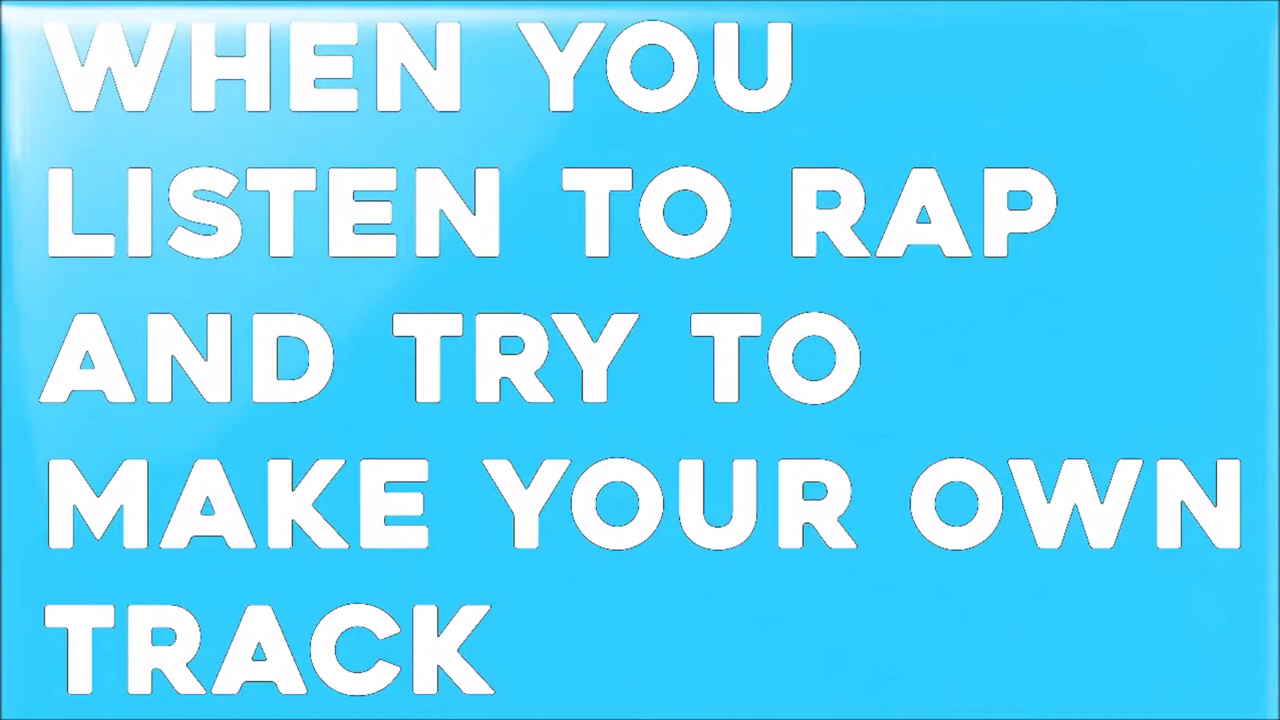 WHEN YOU
LISTEN TO RAP
AND TRY TO
MAKE YOUR OWN
TRACK